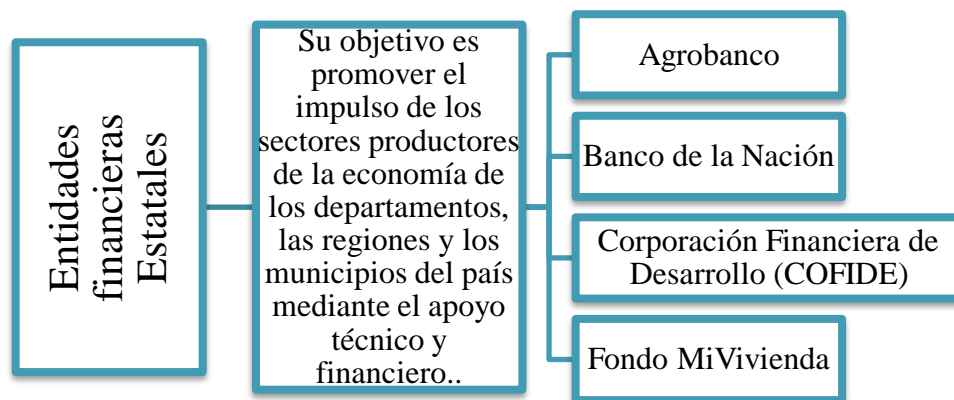 Entidades
financieras
Estatales
Su objetivo es
promover el
impulso de los
sectores productores
de la economía de
los departamentos,
las regiones y los
municipios del país
mediante el apoyo
técnico y
financiero..
Agrobanco
Banco de la Nación
Corporación Financiera de
Desarrollo (COFIDE)
Fondo MiVivienda